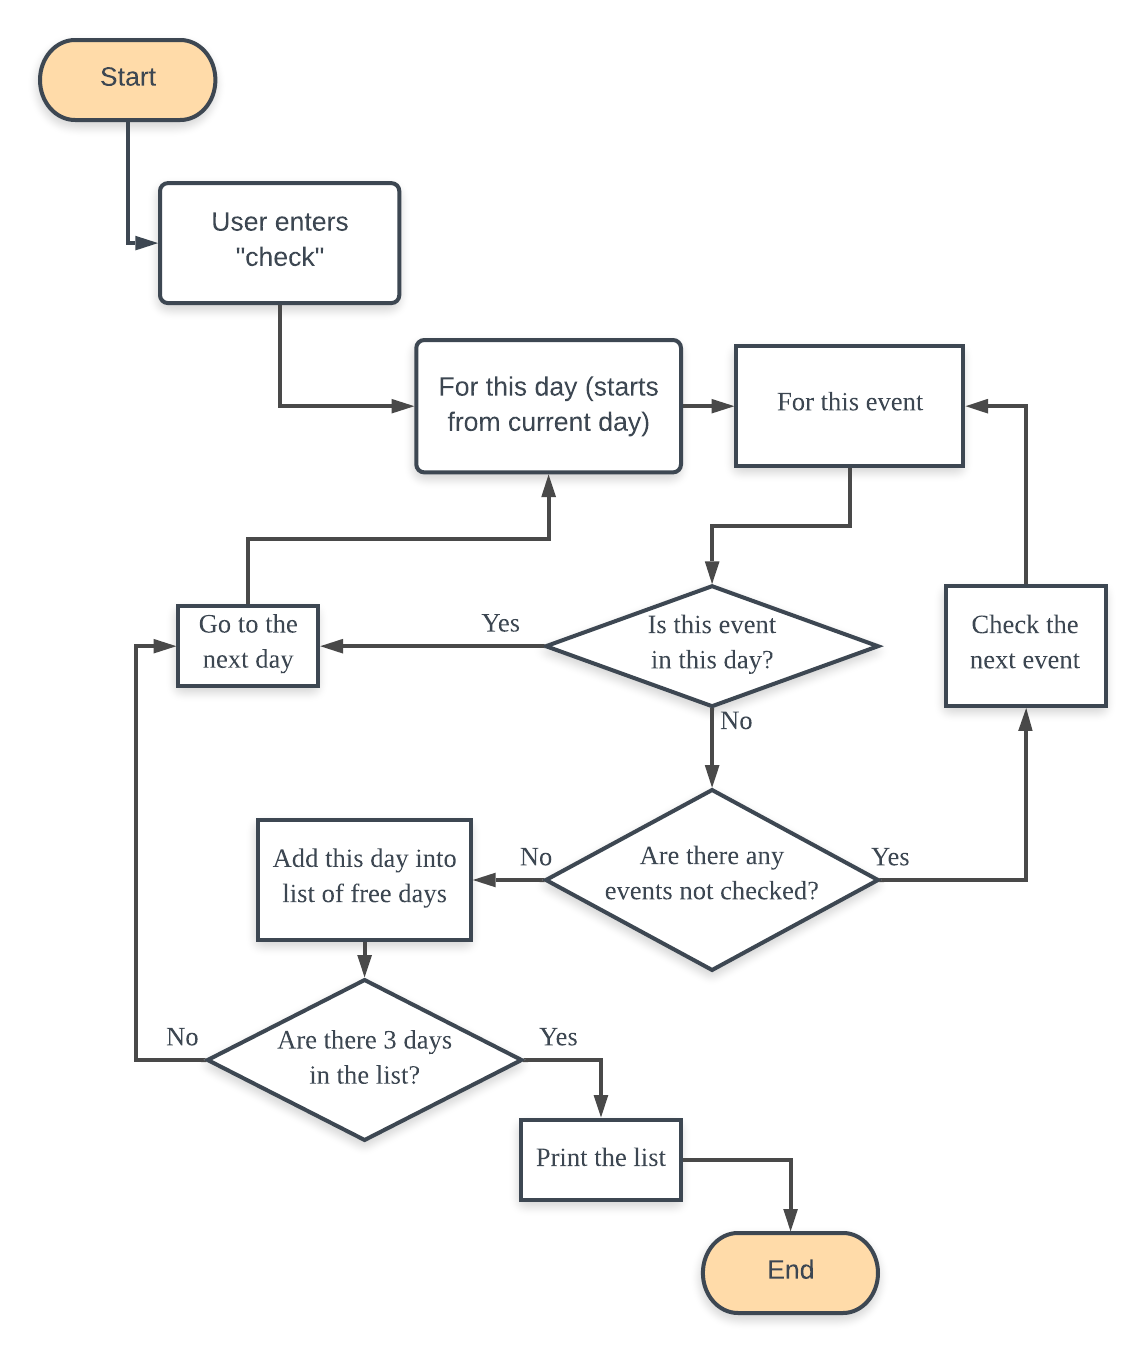 Start
User enters
"check"
For this day (starts
from current day)
For this event
Go to the
next day
Yes
Is this event
in this day?
Check the
next event
No
Add this day into
list of free days
No
Are there any
events not checked?
Yes
No
Are there 3 days
in the list?
Yes
Print the list
End